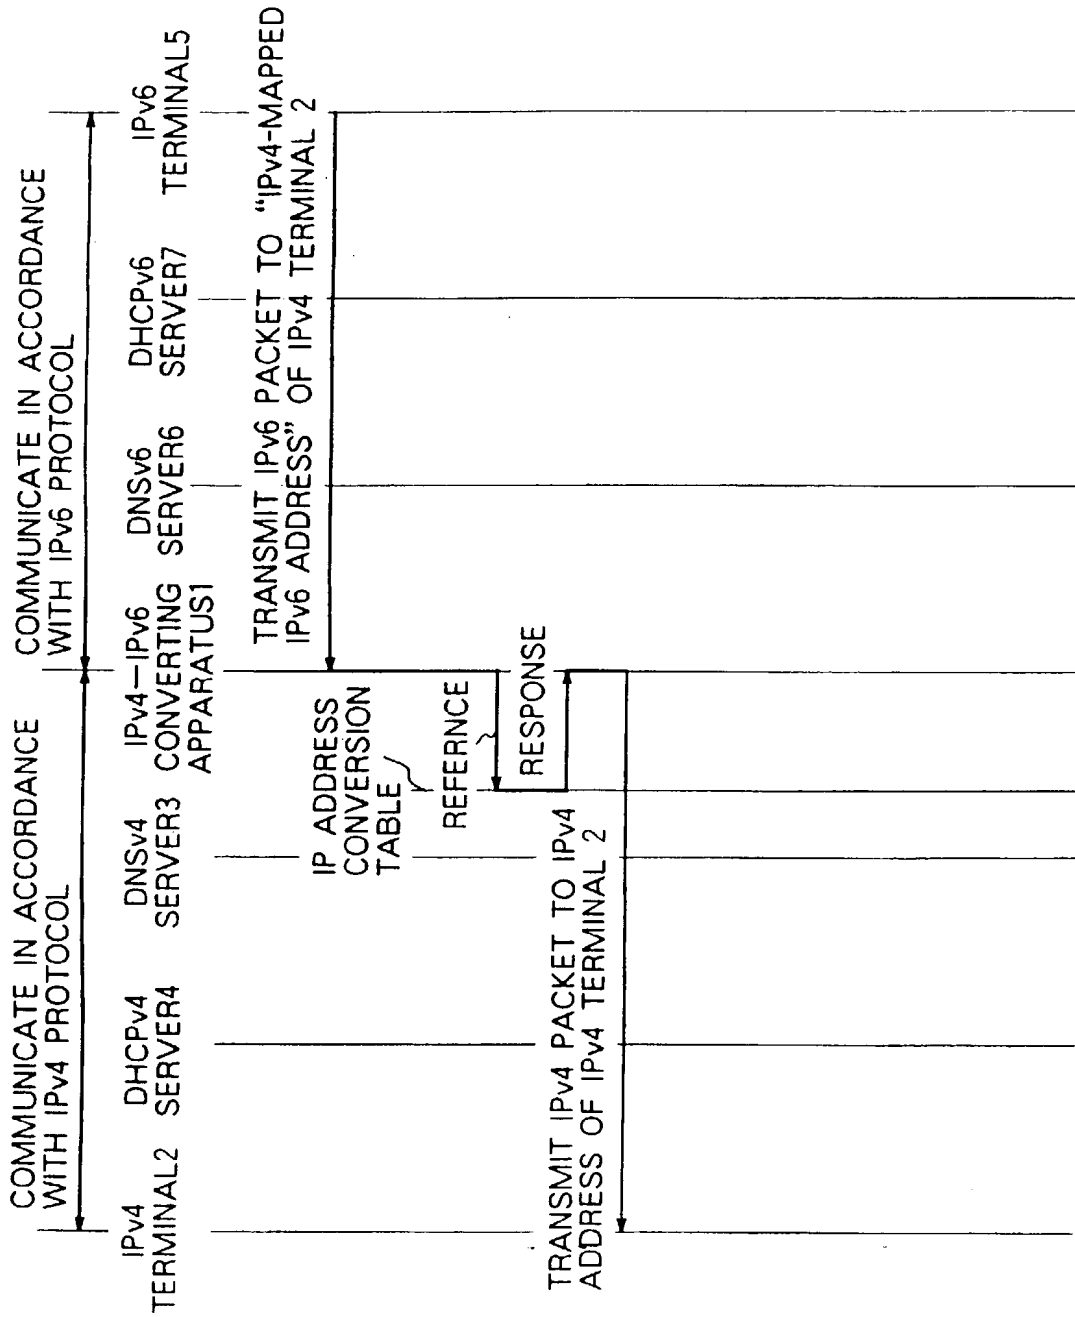 COMMUNICATE IN ACCORDANCE
WITH IPv4 PROTOCOL
COMMUNICATE IN ACCORDANCE
WITH IPv6 PROTOCOL
IPv4
TERMINAL2
DHCPv4
SERVER4
DNSv4
SERVER3
IPv4—IPv6
CONVERTING
APPARATUS1
DNSv6
SERVER6
DHCPv6
SERVER7
IPv6
TERMINAL5
TRANSMIT IPv6 PACKET TO "IPv4-MAPPED
IPv6 ADDRESS" OF IPv4 TERMINAL 2
IP ADDRESS
CONVERSION
TABLE
REFERNCE
RESPONSE
TRANSMIT IPv4 PACKET TO IPv4
ADDRESS OF IPv4 TERMINAL 2